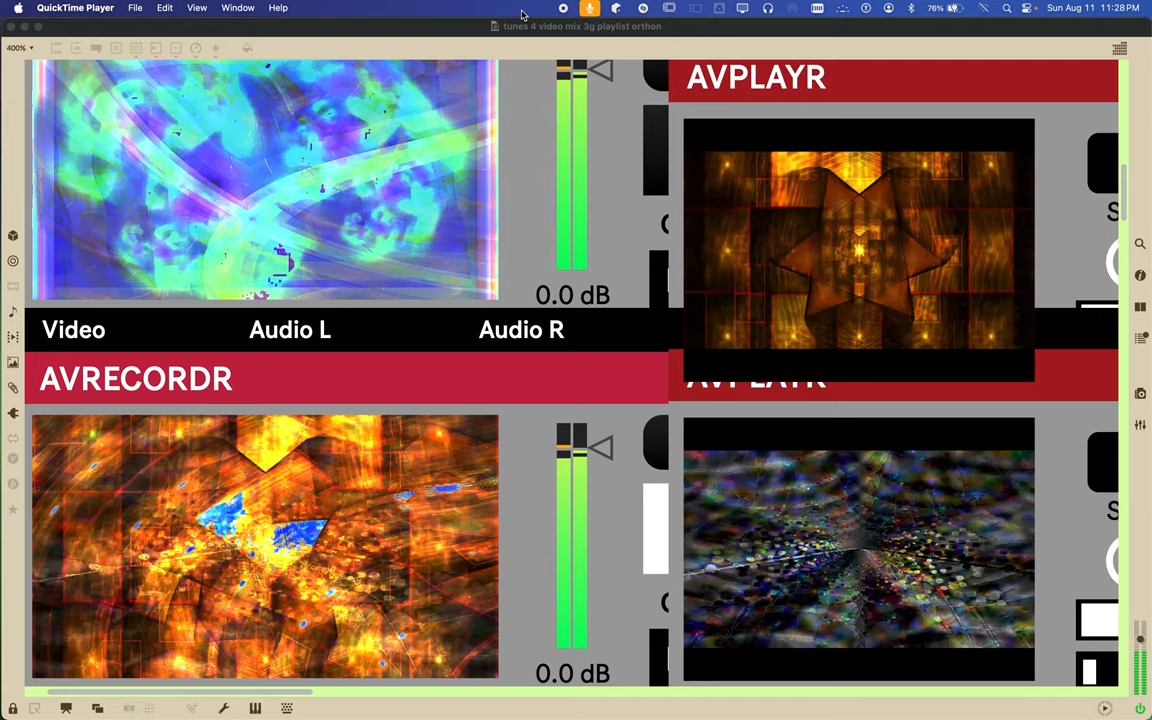 QuickTime Player File Edit View Window Help 76% Sun Aug 11 11:28 PM
tunes 4 video mix 3g playlist orthon
400%
AVPLAYR
0.0 dB
Video Audio L Audio R
AVRECORDR
AVPLAYR
0.0 dB